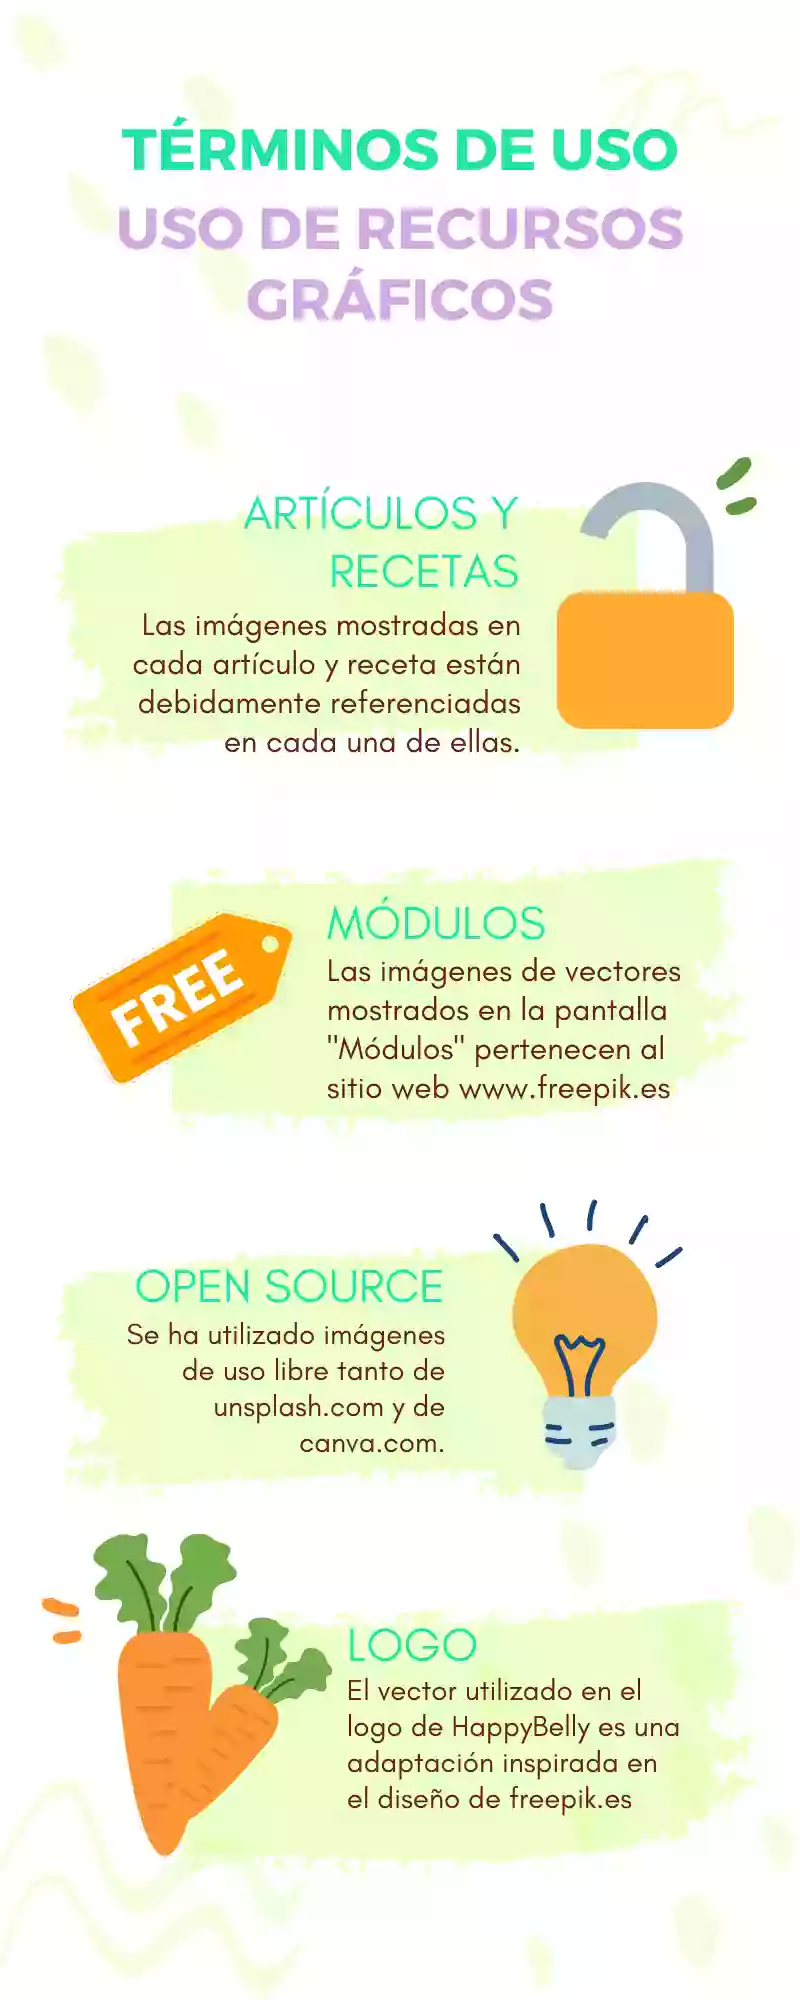 TÉRMINOS DE USO
USO DE RECURSOS
GRÁFICOS
ARTÍCULOS Y
RECETAS
Las imágenes mostradas en
cada artículo y receta están
debidamente referenciadas
en cada una de ellas.
FREE
MÓDULOS
Las imágenes de vectores
mostrados en la pantalla
"Módulos" pertenecen al
sitio web www.freepik.es
OPEN SOURCE
Se ha utilizado imágenes
de uso libre tanto de
unsplash.com y de
canva.com.
LOGO
El vector utilizado en el
logo de HappyBelly es una
adaptación inspirada en
el diseño de freepik.es